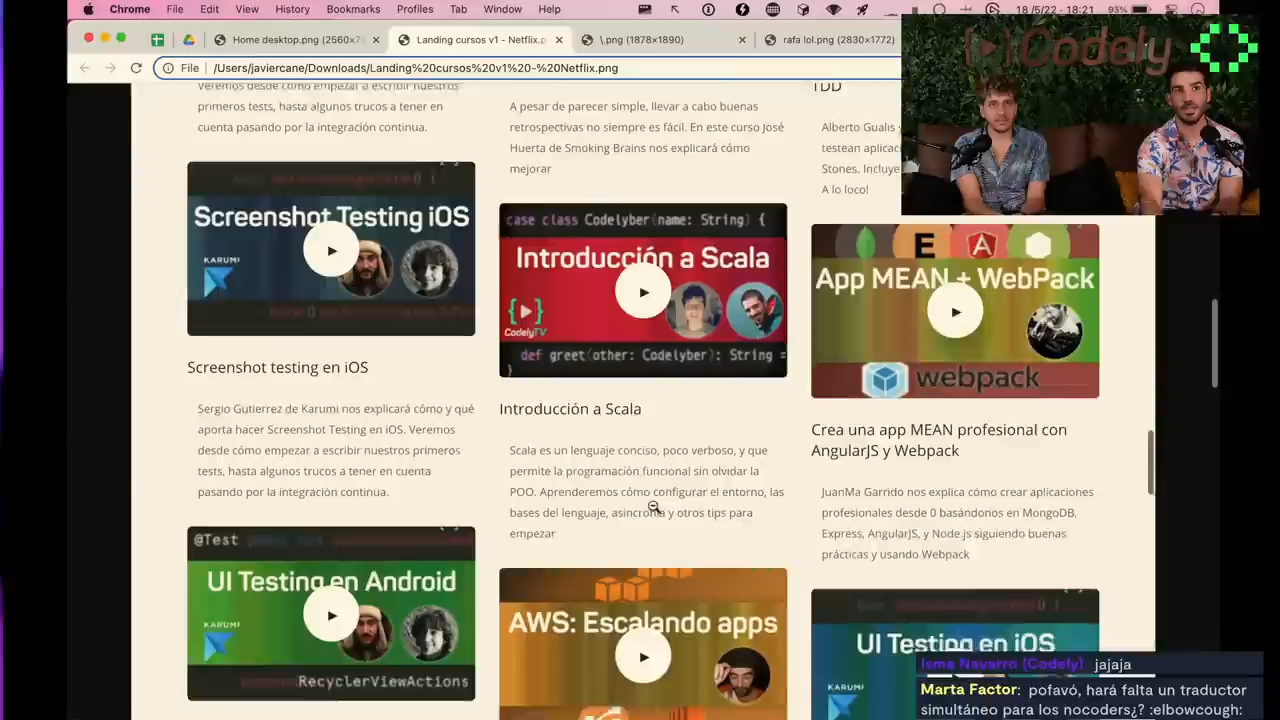 Chrome File Edit View History Bookmarks Profiles Tab Window Help
18/5/22 - 18:21
93%
Home desktop.png (2560×7
Landing cursos v1 - Netflix.p
\.png (1878×1890)
rafa lol.png (2830×1772)
File /Users/javiercane/Downloads/Landing%20cursos%20v1%20-%20Netflix.png
Codely
Veremos desde cómo empezar a escribir nuestros
primeros tests, hasta algunos trucos a tener en
cuenta pasando por la integración continua.
Screenshot Testing iOS
KARUMI
Screenshot testing en iOS
Sergio Gutierrez de Karumi nos explicará cómo y qué
aporta hacer Screenshot Testing en iOS. Veremos
desde cómo empezar a escribir nuestros primeros
tests, hasta algunos trucos a tener en cuenta
pasando por la integración continua.
@Test
UI Testing en Android
KARUMI
RecyclerViewActions
A pesar de parecer simple, llevar a cabo buenas
retrospectivas no siempre es fácil. En este curso José
Huerta de Smoking Brains nos explicará cómo
mejorar
case class Codelyber(name: String) {
Introducción a Scala
CodelyTV
def greet(other: Codelyber): String =
}
Introducción a Scala
Scala es un lenguaje conciso, poco verboso, y que
permite la programación funcional sin olvidar la
POO. Aprenderemos cómo configurar el entorno, las
bases del lenguaje, asincronía y otros tips para
empezar
AWS: Escalando apps
TDD
Alberto Gualis
testean aplicaci
Stones. Incluye
A lo loco!
App MEAN + WebPack
webpack
Crea una app MEAN profesional con
AngularJS y Webpack
JuanMa Garrido nos explica cómo crear aplicaciones
profesionales desde 0 basándonos en MongoDB,
Express, AngularJS, y Node.js siguiendo buenas
prácticas y usando Webpack
UI Testing en iOS
KARUMI
Isma Navarro (Codely) jajaja
Marta Factor: pofavó, hará falta un traductor
simultáneo para los nocoders¿? :elbowcough: